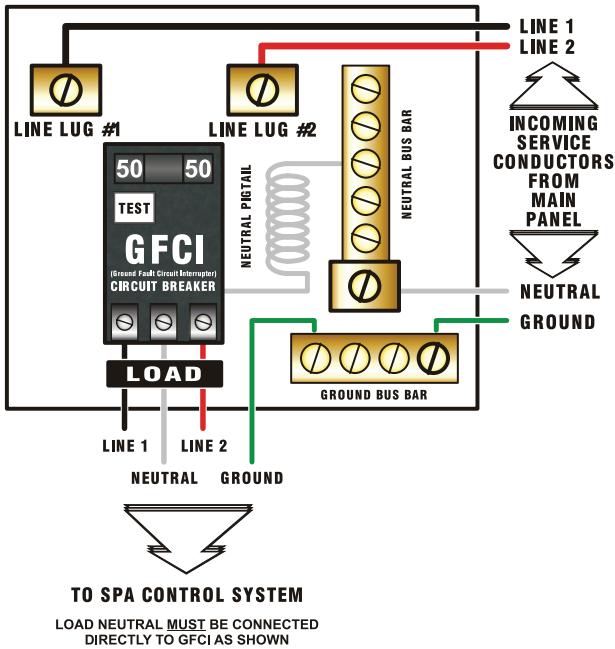 LINE 1
LINE 2
LINE LUG #1
LINE LUG #2
INCOMING
SERVICE
CONDUCTORS
FROM
MAIN
PANEL
NEUTRAL BUS BAR
NEUTRAL PIGTAIL
50 50
TEST
GFCI
(Ground Fault Circuit Interrupter)
CIRCUIT BREAKER
NEUTRAL
GROUND
LOAD
GROUND BUS BAR
LINE 1
LINE 2
NEUTRAL
GROUND
TO SPA CONTROL SYSTEM
LOAD NEUTRAL MUST BE CONNECTED
DIRECTLY TO GFCI AS SHOWN